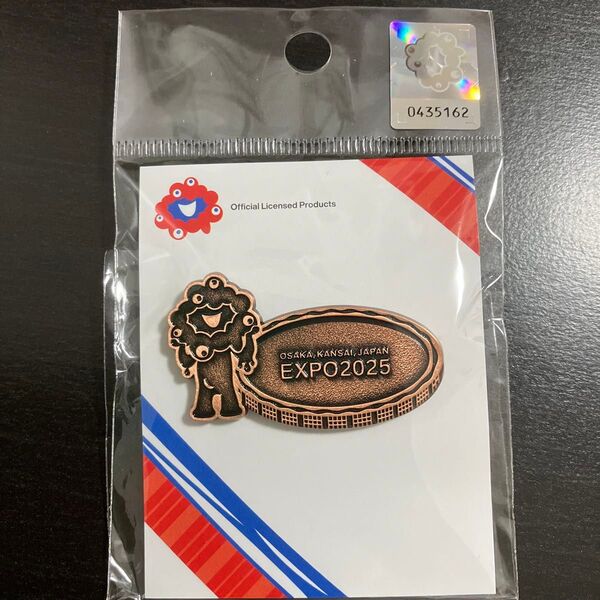 0435162
Official Licensed Products
OSAKA, KANSAI, JAPAN
EXPO2025